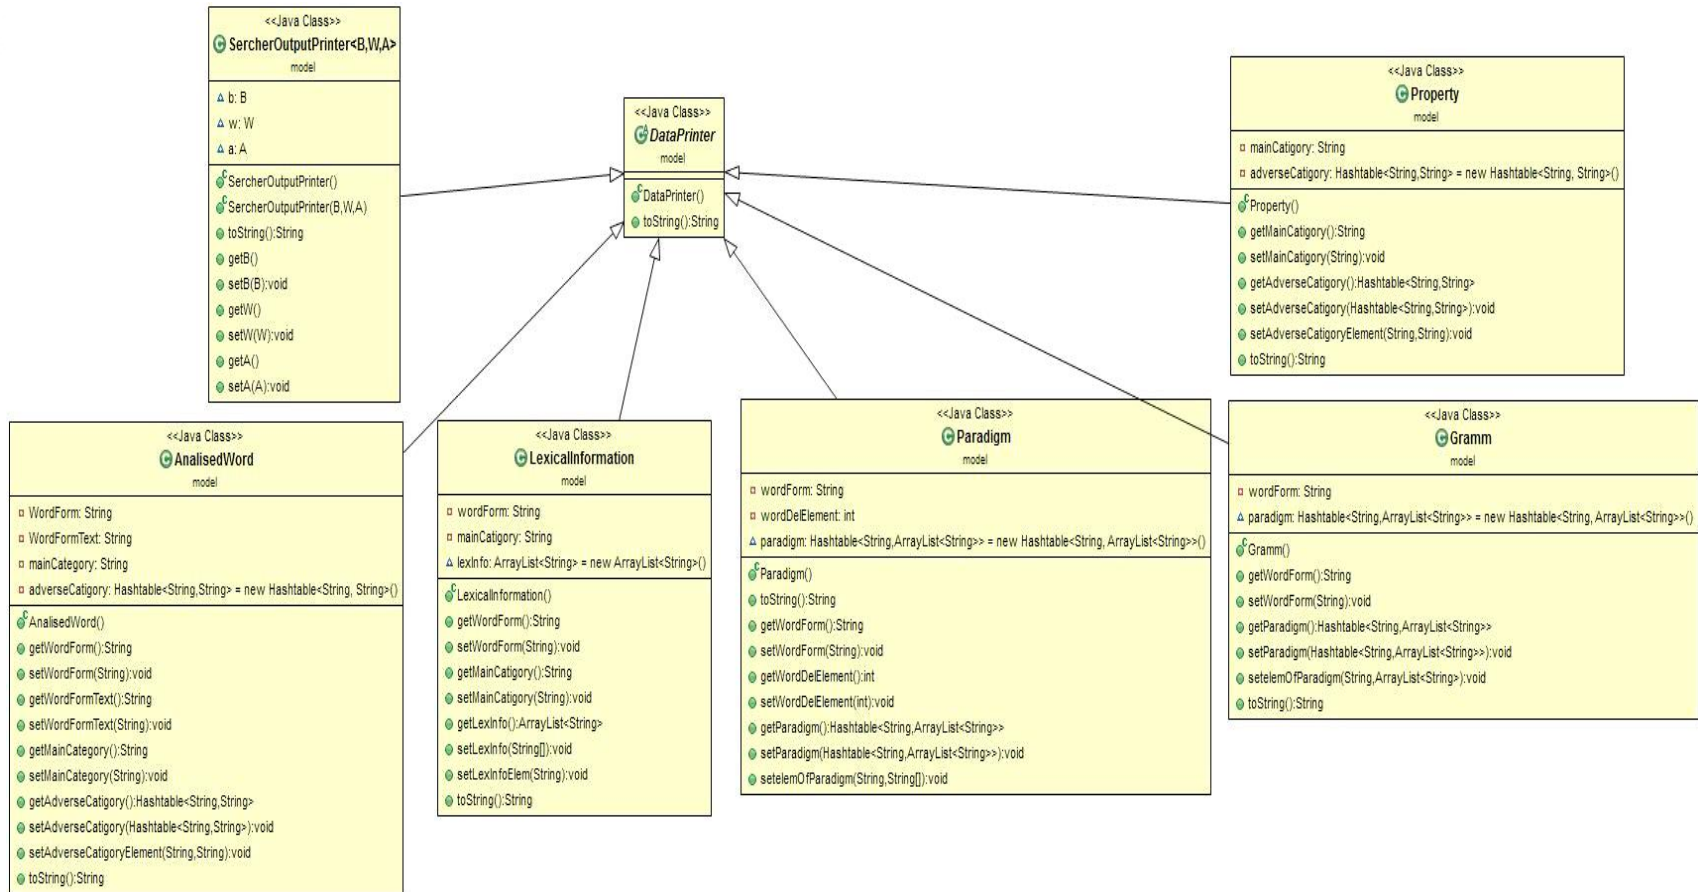 <<Java Class>>
SercherOutputPrinter<B,W,A>
model
b: B
w: W
a: A
SercherOutputPrinter()
SercherOutputPrinter(B,W,A)
toString():String
getB()
setB(B):void
getW()
setW(W):void
getA()
setA(A):void
<<Java Class>>
DataPrinter
model
DataPrinter()
toString():String
<<Java Class>>
Property
model
mainCatigory: String
adverseCatigory: Hashtable<String,String> = new Hashtable<String, String>()
Property()
getMainCatigory():String
setMainCatigory(String):void
getAdverseCatigory():Hashtable<String,String>
setAdverseCatigory(Hashtable<String,String>):void
setAdverseCatigoryElement(String,String):void
toString():String
<<Java Class>>
AnalisedWord
model
WordForm: String
WordFormText: String
mainCategory: String
adverseCatigory: Hashtable<String,String> = new Hashtable<String, String>()
AnalisedWord()
getWordForm():String
setWordForm(String):void
getWordFormText():String
setWordFormText(String):void
getMainCategory():String
setMainCategory(String):void
getAdverseCatigory():Hashtable<String,String>
setAdverseCatigory(Hashtable<String,String>):void
setAdverseCatigoryElement(String,String):void
toString():String
<<Java Class>>
LexicalInformation
model
wordForm: String
mainCatigory: String
lexInfo: ArrayList<String> = new ArrayList<String>()
LexicalInformation()
getWordForm():String
setWordForm(String):void
getMainCatigory():String
setMainCatigory(String):void
getLexInfo():ArrayList<String>
setLexInfo(String[]):void
setLexInfoElem(String):void
toString():String
<<Java Class>>
Paradigm
model
wordForm: String
wordDelElement: int
paradigm: Hashtable<String,ArrayList<String>> = new Hashtable<String, ArrayList<String>>()
Paradigm()
toString():String
getWordForm():String
setWordForm(String):void
getWordDelElement():int
setWordDelElement(int):void
getParadigm():Hashtable<String,ArrayList<String>>
setParadigm(Hashtable<String,ArrayList<String>>):void
setelemOfParadigm(String,String[]):void
<<Java Class>>
Gramm
model
wordForm: String
paradigm: Hashtable<String,ArrayList<String>> = new Hashtable<String, ArrayList<String>>()
Gramm()
getWordForm():String
setWordForm(String):void
getParadigm():Hashtable<String,ArrayList<String>>
setParadigm(Hashtable<String,ArrayList<String>>):void
setelemOfParadigm(String,ArrayList<String>):void
toString():String